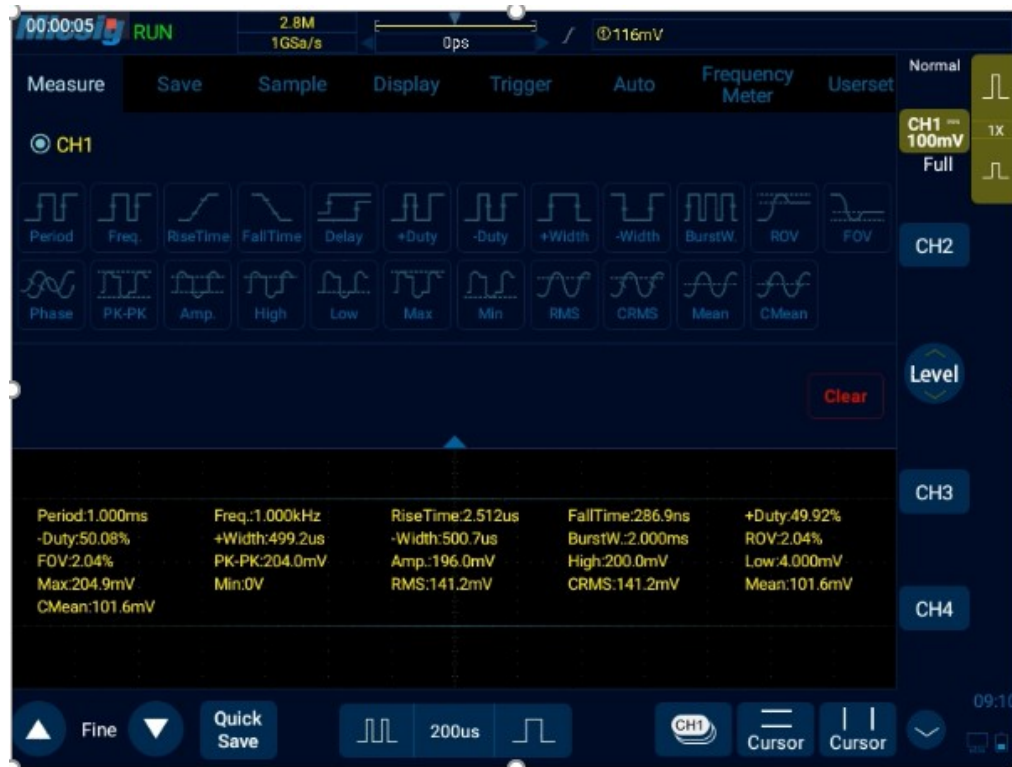 00:00:05
RUN
2.8M
1GSa/s
0ps
①116mV
Measure Save Sample Display Trigger Auto Frequency Meter Userset
Normal
CH1
CH1
100mV
Full
1X
Period Freq. RiseTime FallTime Delay +Duty -Duty +Width -Width BurstW. ROV FOV
CH2
Phase PK-PK Amp. High Low Max Min RMS CRMS Mean CMean
Level
Clear
CH3
Period:1.000ms Freq.:1.000kHz RiseTime:2.512us FallTime:286.9ns +Duty:49.92%
-Duty:50.08% +Width:499.2us -Width:500.7us BurstW.:2.000ms ROV:2.04%
FOV:2.04% PK-PK:204.0mV Amp.:196.0mV High:200.0mV Low:4.000mV
Max:204.9mV Min:0V RMS:141.2mV CRMS:141.2mV Mean:101.6mV
CMean:101.6mV
CH4
Fine
Quick
Save
200us
CH1
Cursor
Cursor
09:10